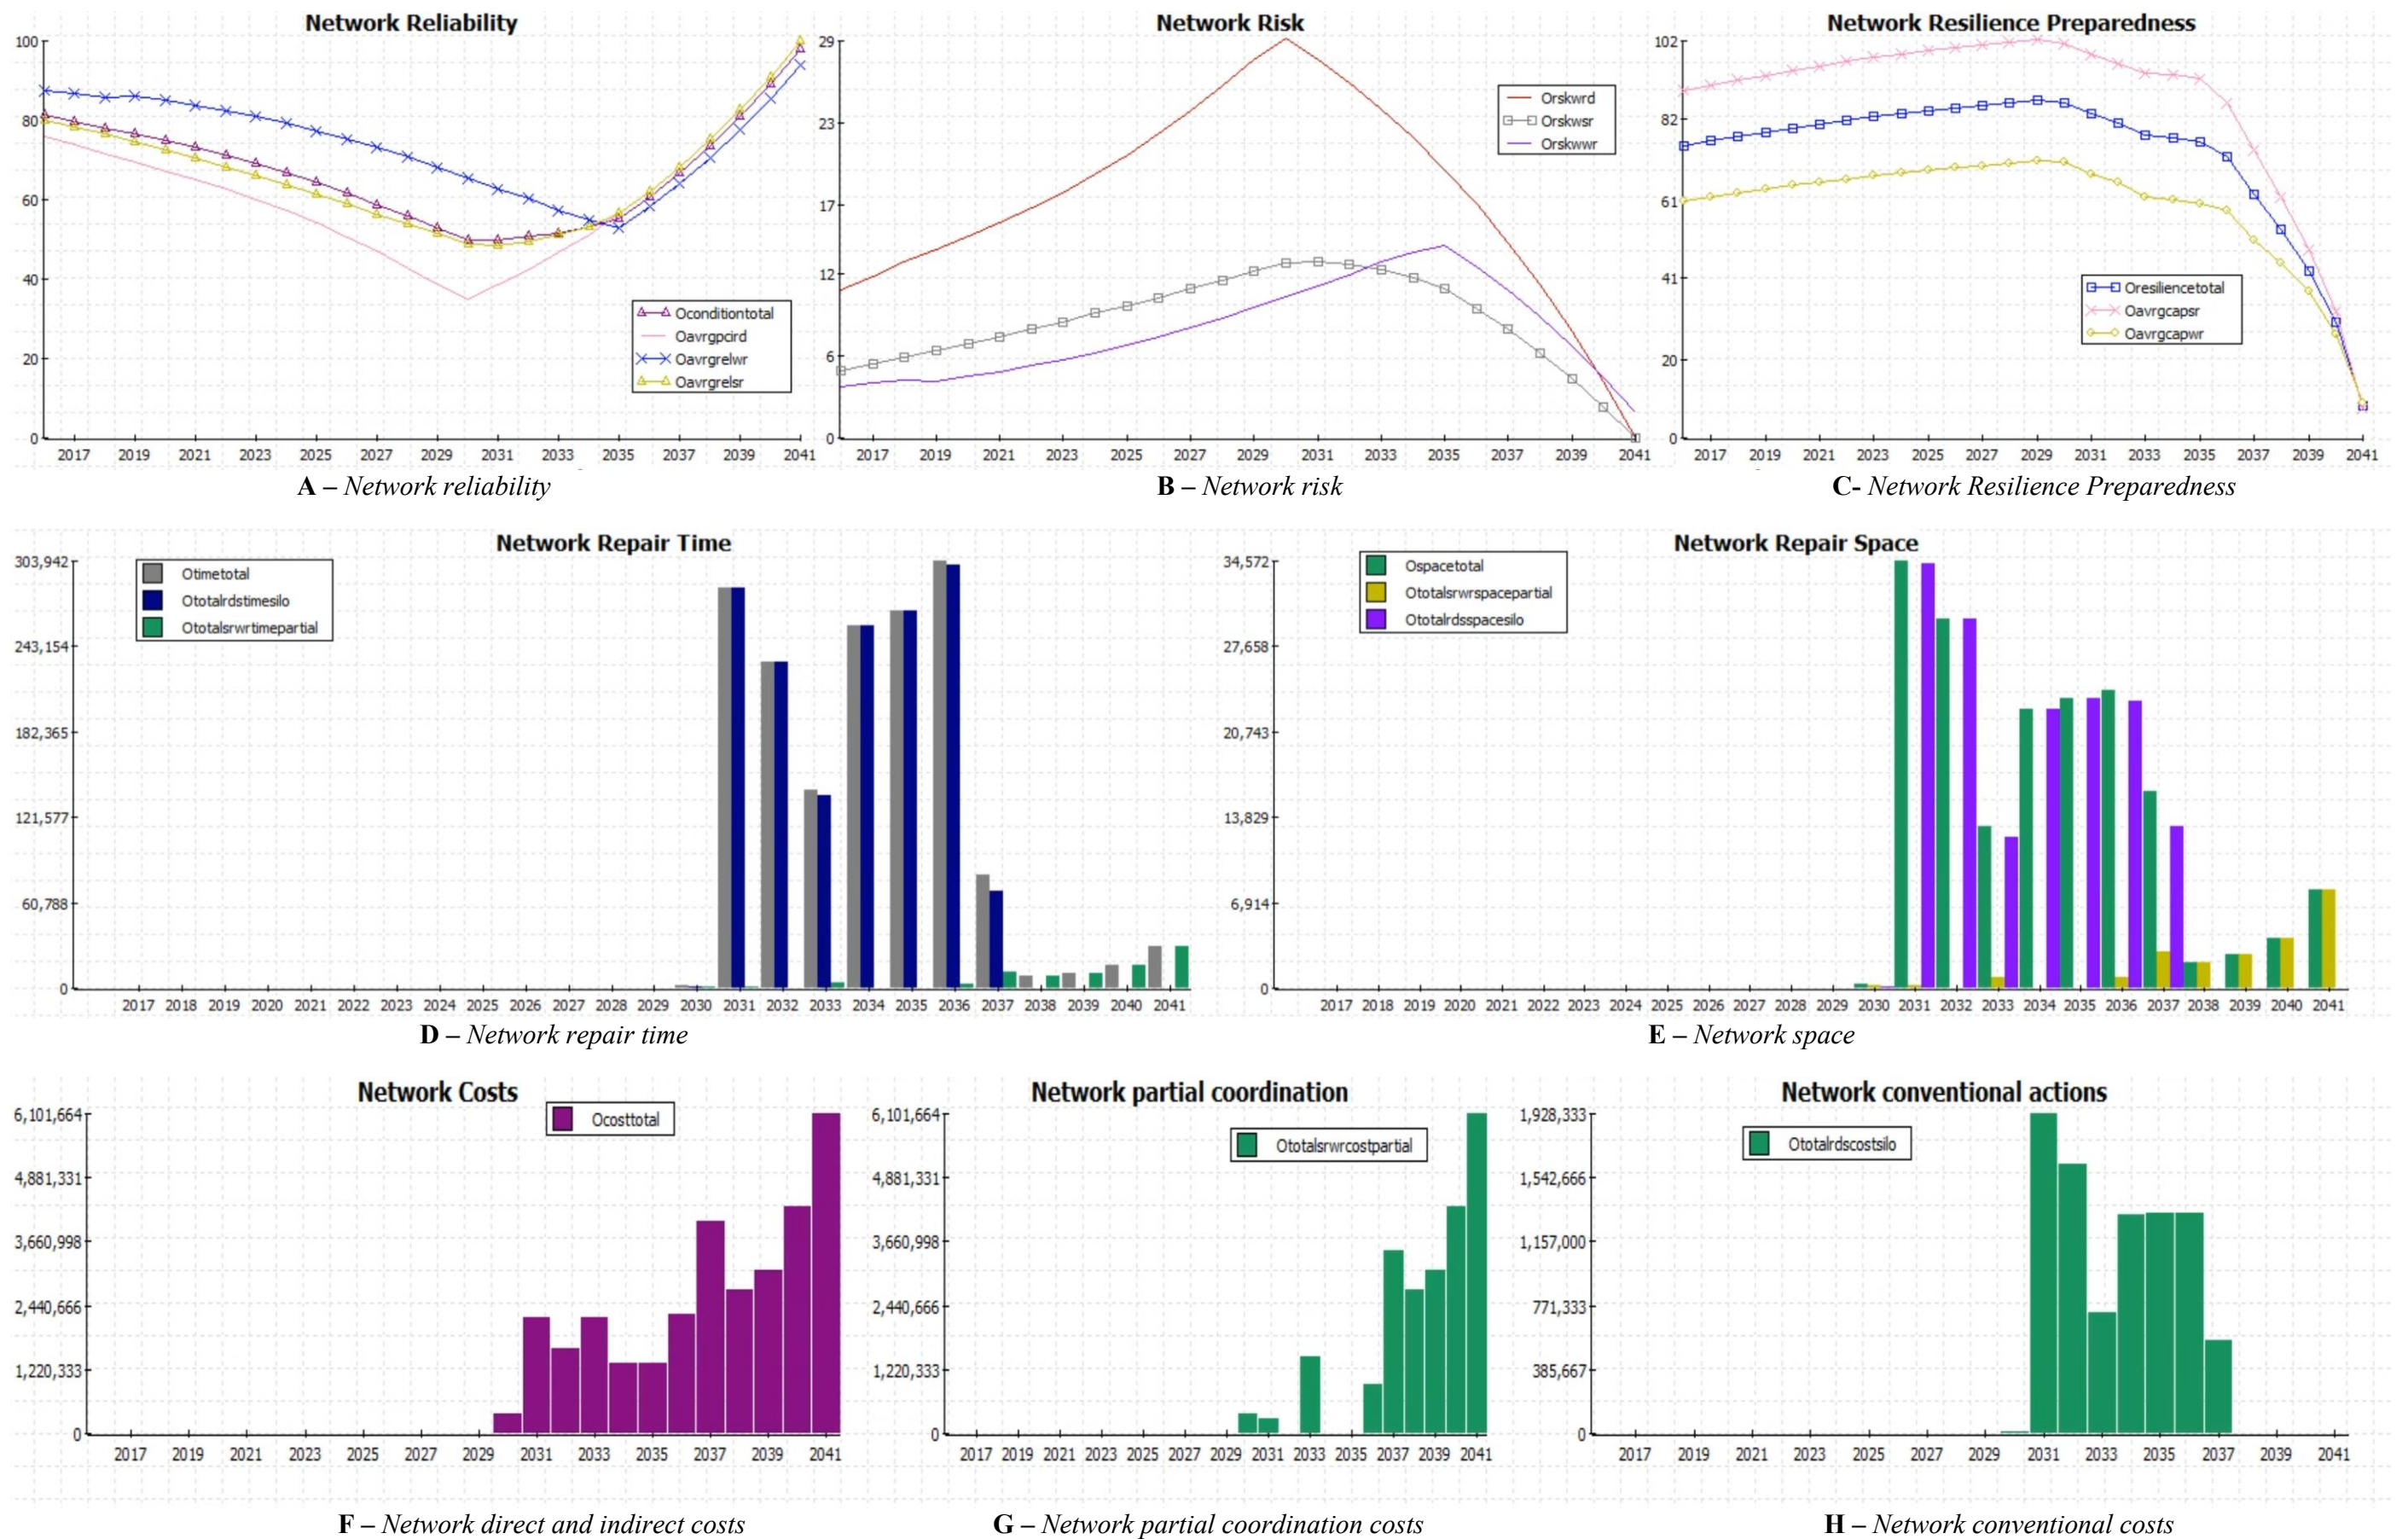 Network Reliability
100
80
60
40
20
0
Oconditiontotal
Oavrgpcird
Oavrgrelwr
Oavrgrelsr
2017 2019 2021 2023 2025 2027 2029 2031 2033 2035 2037 2039 2041
A – Network reliability
Network Risk
29
23
17
12
6
0
Orskwrd
Orskwsr
Orskwwr
2017 2019 2021 2023 2025 2027 2029 2031 2033 2035 2037 2039 2041
B – Network risk
Network Resilience Preparedness
102
82
61
41
20
0
Oresiliencetotal
Oavrgcapsr
Oavrgcapwr
2017 2019 2021 2023 2025 2027 2029 2031 2033 2035 2037 2039 2041
C- Network Resilience Preparedness
Network Repair Time
303,942
243,154
182,365
121,577
60,788
0
Otimetotal
Ototalrdstimesilo
Ototalsrwrtimepartial
2017 2018 2019 2020 2021 2022 2023 2024 2025 2026 2027 2028 2029 2030 2031 2032 2033 2034 2035 2036 2037 2038 2039 2040 2041
D – Network repair time
Network Repair Space
34,572
27,658
20,743
13,829
6,914
0
Ospacetotal
Ototalsrwrspacepartial
Ototalrdsspacesilo
2017 2018 2019 2020 2021 2022 2023 2024 2025 2026 2027 2028 2029 2030 2031 2032 2033 2034 2035 2036 2037 2038 2039 2040 2041
E – Network space
Network Costs
6,101,664
4,881,331
3,660,998
2,440,666
1,220,333
0
Ocosttotal
2017 2019 2021 2023 2025 2027 2029 2031 2033 2035 2037 2039 2041
F – Network direct and indirect costs
Network partial coordination
6,101,664
4,881,331
3,660,998
2,440,666
1,220,333
0
Ototalsrwrcostpartial
2017 2019 2021 2023 2025 2027 2029 2031 2033 2035 2037 2039 2041
G – Network partial coordination costs
Network conventional actions
1,928,333
1,542,666
1,157,000
771,333
385,667
0
Ototalrdscostsilo
2017 2019 2021 2023 2025 2027 2029 2031 2033 2035 2037 2039 2041
H – Network conventional costs